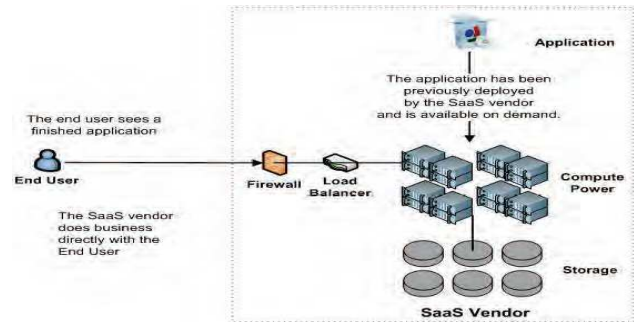 Application
The application has been
previously deployed
by the SaaS vendor
and is available on demand.
The end user sees a
finished application
End User
Firewall
Load
Balancer
Compute
Power
The SaaS vendor
does business
directly with the
End User
Storage
SaaS Vendor